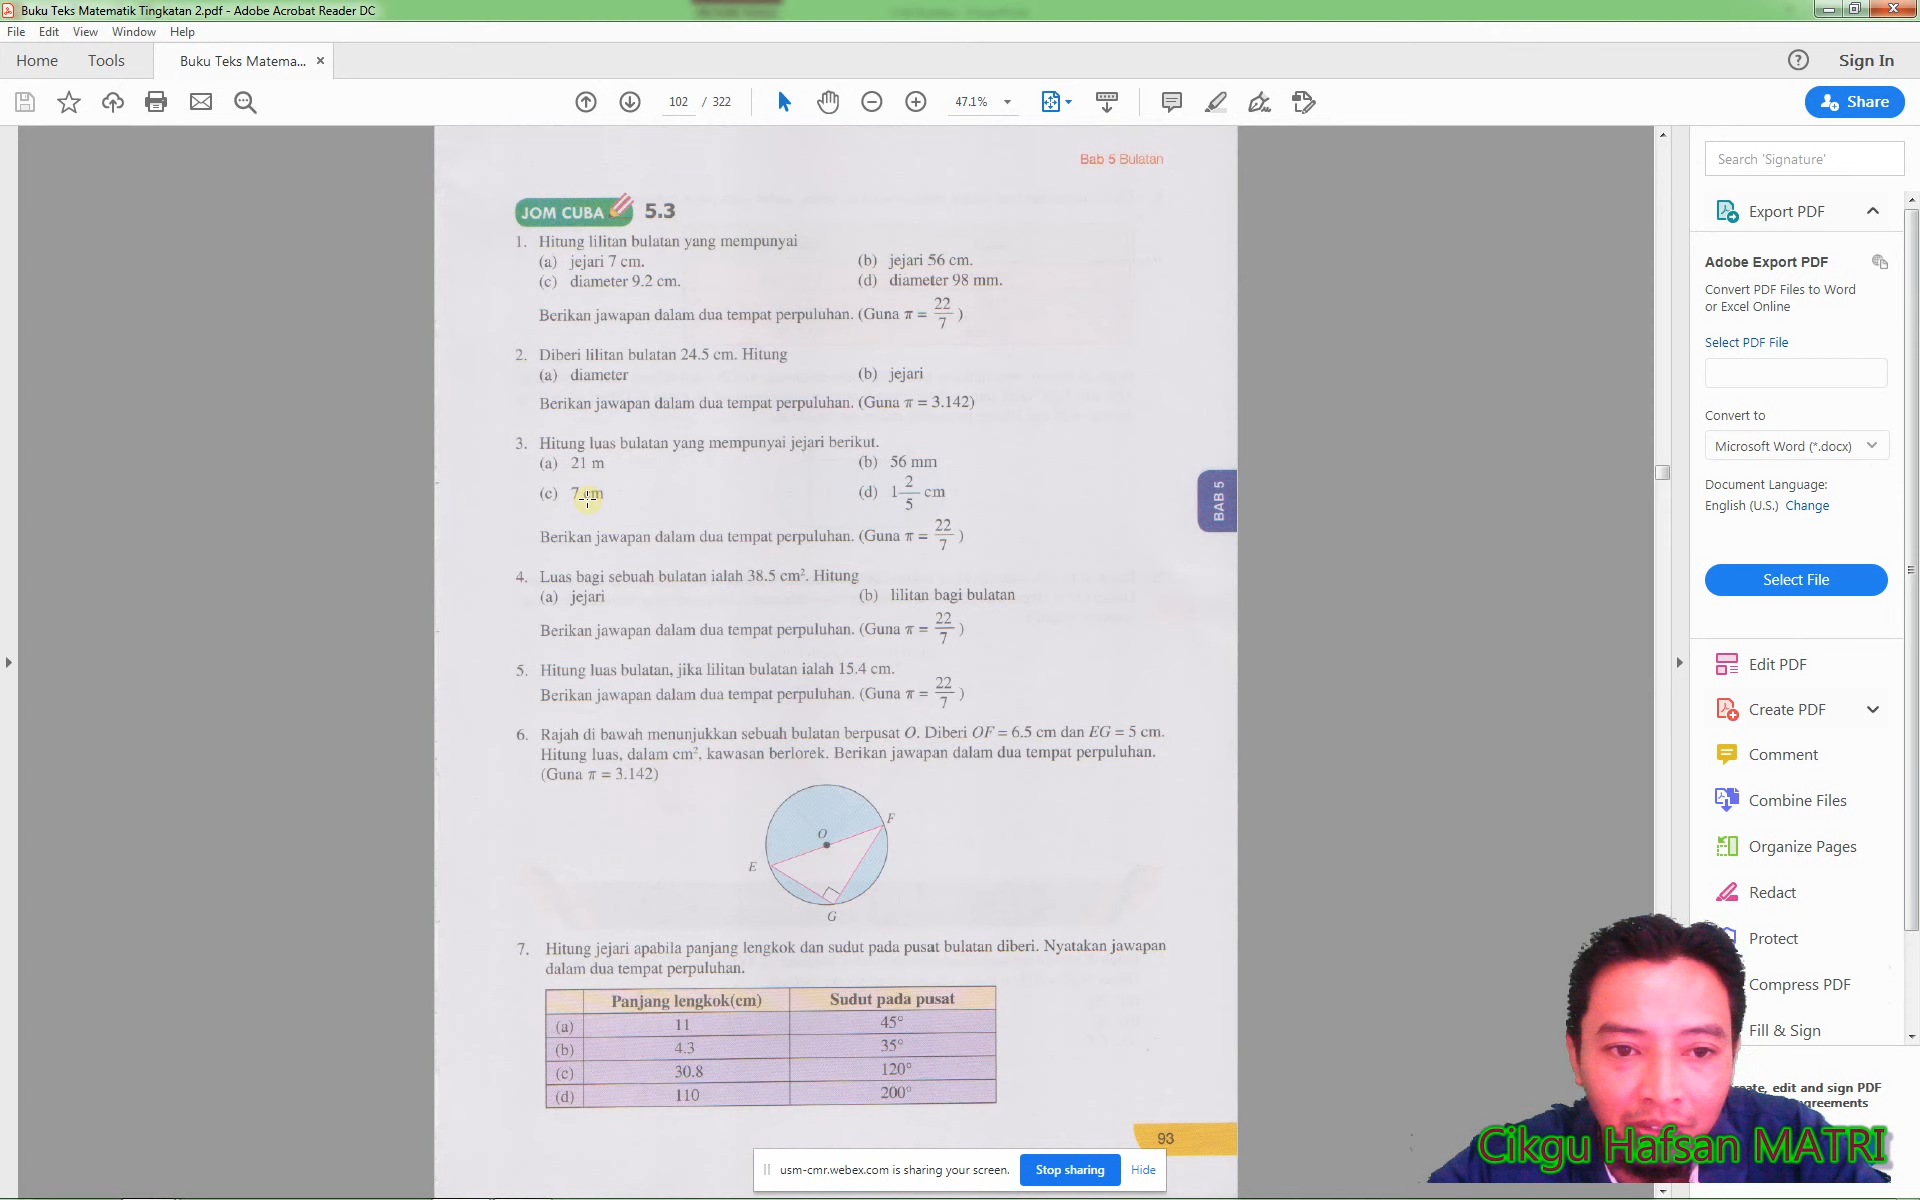 Buku Teks Matematik Tingkatan 2.pdf - Adobe Acrobat Reader DC
File Edit View Window Help
Home Tools Buku Teks Matema... × Sign In
102 / 322 47.1% Share
Bab 5 Bulatan
JOM CUBA 5.3
1. Hitung lilitan bulatan yang mempunyai
(a) jejari 7 cm. (b) jejari 56 cm.
(c) diameter 9.2 cm. (d) diameter 98 mm.
Berikan jawapan dalam dua tempat perpuluhan. (Guna π = 22/7 )
2. Diberi lilitan bulatan 24.5 cm. Hitung
(a) diameter (b) jejari
Berikan jawapan dalam dua tempat perpuluhan. (Guna π = 3.142)
3. Hitung luas bulatan yang mempunyai jejari berikut.
(a) 21 m (b) 56 mm
(c) 7 cm (d) 1 2/5 cm
Berikan jawapan dalam dua tempat perpuluhan. (Guna π = 22/7 )
4. Luas bagi sebuah bulatan ialah 38.5 cm². Hitung
(a) jejari (b) lilitan bagi bulatan
Berikan jawapan dalam dua tempat perpuluhan. (Guna π = 22/7 )
5. Hitung luas bulatan, jika lilitan bulatan ialah 15.4 cm.
Berikan jawapan dalam dua tempat perpuluhan. (Guna π = 22/7 )
6. Rajah di bawah menunjukkan sebuah bulatan berpusat O. Diberi OF = 6.5 cm dan EG = 5 cm.
Hitung luas, dalam cm², kawasan berlorek. Berikan jawapan dalam dua tempat perpuluhan.
(Guna π = 3.142)
F
O
E
G
7. Hitung jejari apabila panjang lengkok dan sudut pada pusat bulatan diberi. Nyatakan jawapan
dalam dua tempat perpuluhan.
Panjang lengkok(cm) Sudut pada pusat
(a) 11 45°
(b) 4.3 35°
(c) 30.8 120°
(d) 110 200°
BAB 5
93
usm-cmr.webex.com is sharing your screen. Stop sharing Hide
Search 'Signature'
Export PDF
Adobe Export PDF
Convert PDF Files to Word
or Excel Online
Select PDF File
Convert to
Microsoft Word (*.docx)
Document Language:
English (U.S.) Change
Select File
Edit PDF
Create PDF
Comment
Combine Files
Organize Pages
Redact
Protect
Compress PDF
Fill & Sign
edit and sign PDF
Cikgu Hafsan MATRI